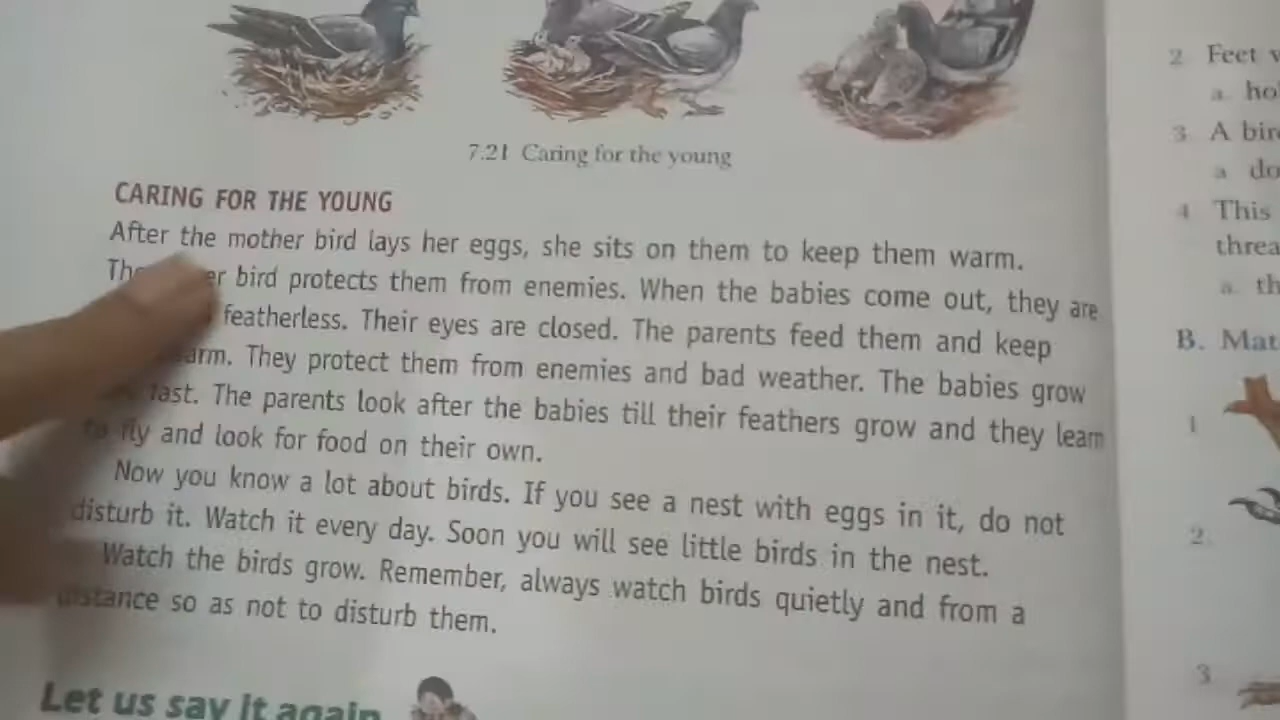 7.21 Caring for the young
CARING FOR THE YOUNG
After the mother bird lays her eggs, she sits on them to keep them warm.
bird protects them from enemies. When the babies come out, they are
featherless. Their eyes are closed. The parents feed them and keep
warm. They protect them from enemies and bad weather. The babies grow
fast. The parents look after the babies till their feathers grow and they learn
to fly and look for food on their own.
Now you know a lot about birds. If you see a nest with eggs in it, do not
disturb it. Watch it every day. Soon you will see little birds in the nest.
Watch the birds grow. Remember, always watch birds quietly and from a
distance so as not to disturb them.
Let us say it again
2 Feet
a.
3 A
a
4 This
a.
B.
1
2.
3